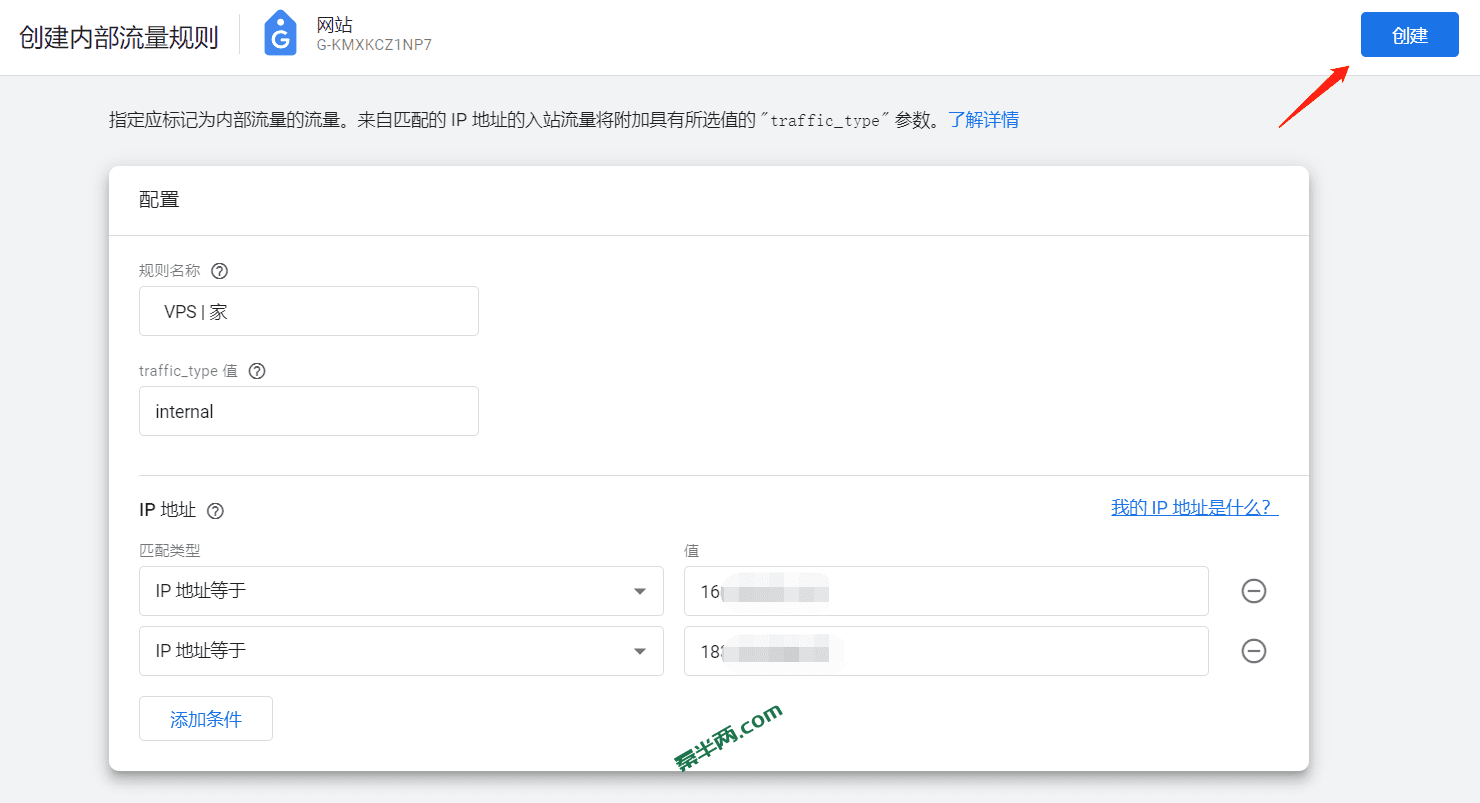 创建内部流量规则
网站
G-KMXKCZ1NP7
创建
指定应标记为内部流量的流量。来自匹配的 IP 地址的入站流量将附加具有所选值的 "traffic_type" 参数。了解详情
配置
规则名称
VPS | 家
traffic_type 值
internal
IP 地址
我的 IP 地址是什么？
匹配类型
值
IP 地址等于
16
IP 地址等于
183
添加条件
泵半网.com